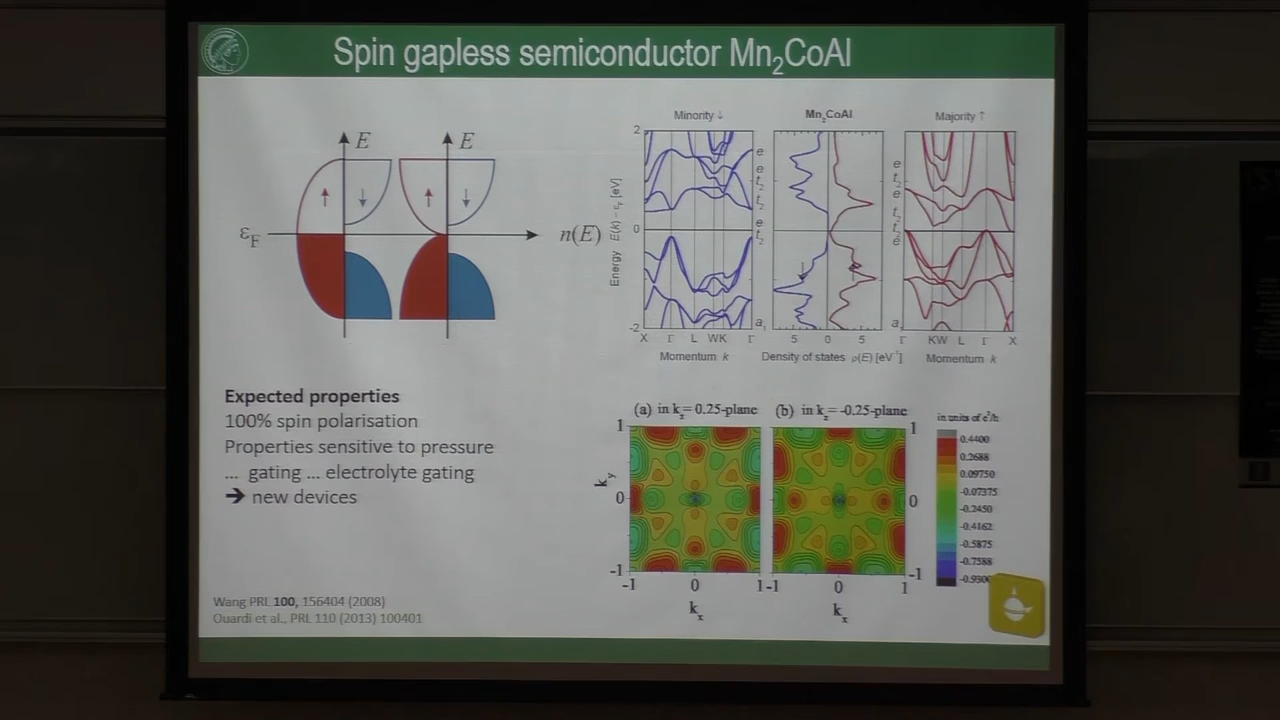 Spin gapless semiconductor Mn₂CoAl
E
E
↑ ↓ ↑ ↓
εF
n(E)
Minority ↓
Mn₂CoAl
Majority ↑
Energy E(k) − εF [eV]
2
0
-2
e
e
t₂
t₂
e
t₂
a₁
e
t₂
e
t₂
t₂
e
a₁
X Γ L WK Γ
5 0 5
Γ KW L Γ X
Momentum k
Density of states ρ(E) [eV⁻¹]
Momentum k
Expected properties
100% spin polarisation
Properties sensitive to pressure
... gating ... electrolyte gating
➔ new devices
(a) in kz= 0.25-plane
(b) in kz= -0.25-plane
in units of e²/h
1
0
-1
ky
1
0
-1
-1 0 1
-1 0 1
kx
kx
0.4400
0.2688
0.09750
-0.07375
-0.2450
-0.4162
-0.5875
-0.7588
-0.9300
Wang PRL 100, 156404 (2008)
Ouardi et al., PRL 110 (2013) 100401